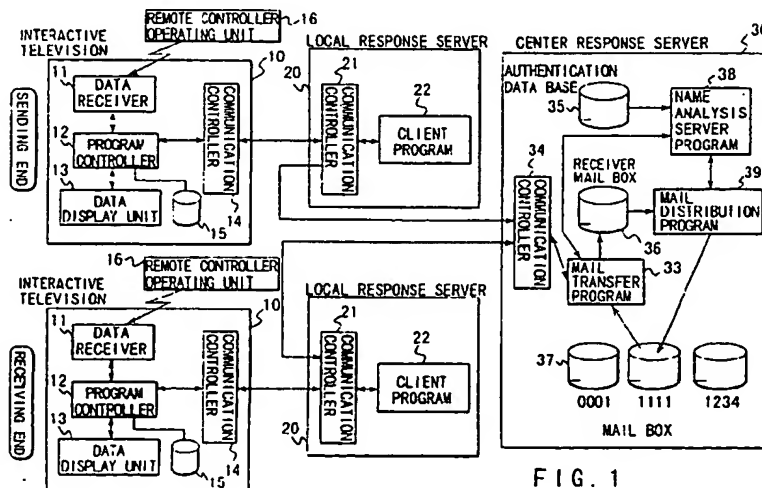 REMOTE CONTROLLER
OPERATING UNIT
16
INTERACTIVE
TELEVISION
10
SENDING END
11
DATA
RECEIVER
12
PROGRAM
CONTROLLER
13
DATA
DISPLAY UNIT
15
COMMUNICATION
CONTROLLER
14
LOCAL RESPONSE SERVER
20
21
COMMUNICATION
CONTROLLER
22
CLIENT
PROGRAM
16
REMOTE CONTROLLER
OPERATING UNIT
INTERACTIVE
TELEVISION
10
RECEIVING END
11
DATA
RECEIVER
12
PROGRAM
CONTROLLER
13
DATA
DISPLAY UNIT
15
COMMUNICATION
CONTROLLER
14
LOCAL RESPONSE SERVER
20
21
COMMUNICATION
CONTROLLER
22
CLIENT
PROGRAM
CENTER RESPONSE SERVER
AUTHENTICATION
DATA BASE
35
38
NAME
ANALYSIS
SERVER
PROGRAM
34
COMMUNICATION
CONTROLLER
RECEIVER
MAIL BOX
36
39
MAIL
DISTRIBUTION
PROGRAM
MAIL
TRANSFER
PROGRAM
33
37
0001
1111
1234
MAIL BOX
FIG. 1